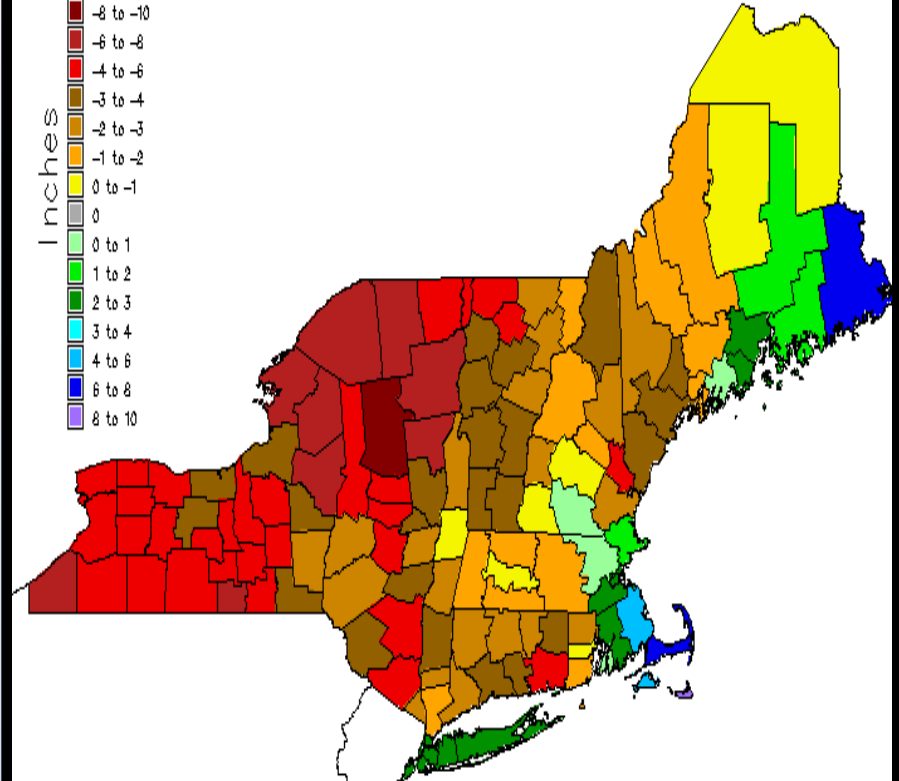 -8 to -10
-6 to -8
-4 to -6
-3 to -4
-2 to -3
-1 to -2
0 to -1
0
0 to 1
1 to 2
2 to 3
3 to 4
4 to 6
6 to 8
8 to 10
Inches